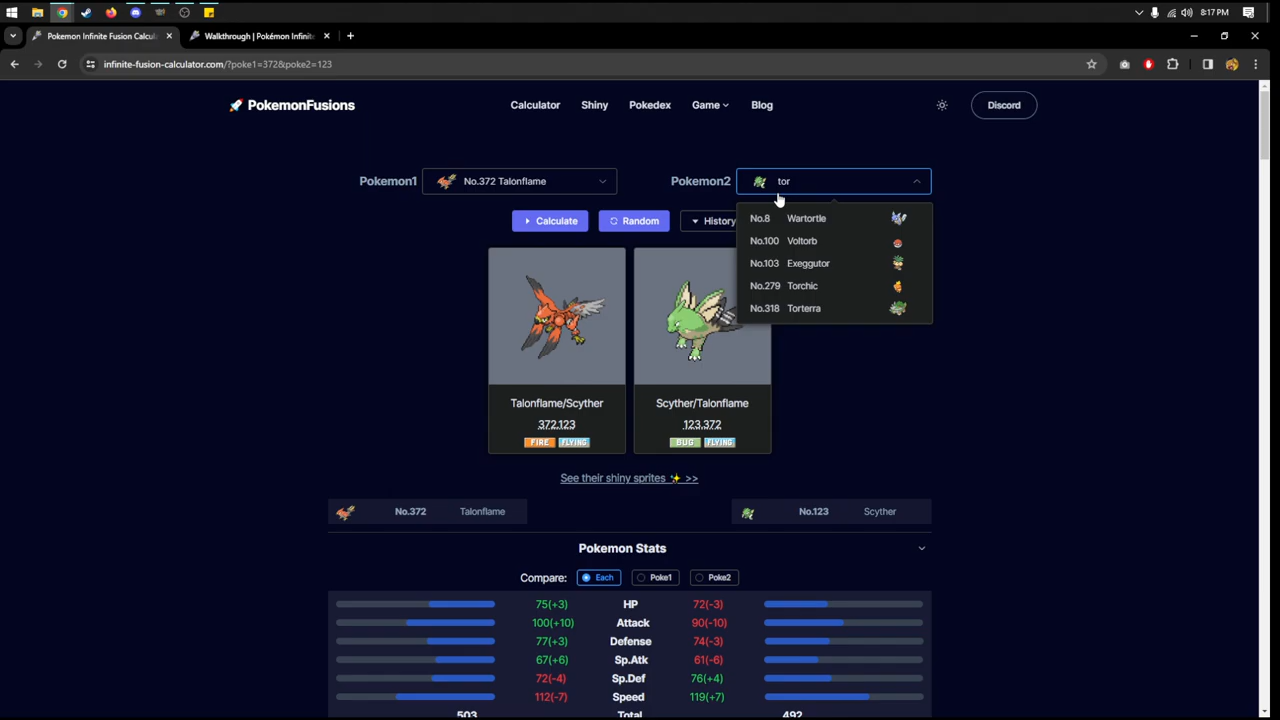 8:17 PM
Pokemon Infinite Fusion Calcula
Walkthrough | Pokémon Infinite
infinite-fusion-calculator.com/?poke1=372&poke2=123
PokemonFusions
Calculator
Shiny
Pokedex
Game
Blog
Discord
Pokemon1
No.372 Talonflame
Pokemon2
tor
Calculate
Random
History
No.8 Wartortle
No.100 Voltorb
No.103 Exeggutor
No.279 Torchic
No.318 Torterra
Talonflame/Scyther
372.123
FIRE FLYING
Scyther/Talonflame
123.372
BUG FLYING
See their shiny sprites ✨ >>
No.372 Talonflame
No.123 Scyther
Pokemon Stats
Compare: Each Poke1 Poke2
75(+3) HP 72(-3)
100(+10) Attack 90(-10)
77(+3) Defense 74(-3)
67(+6) Sp.Atk 61(-6)
72(-4) Sp.Def 76(+4)
112(-7) Speed 119(+7)
503 Total 492